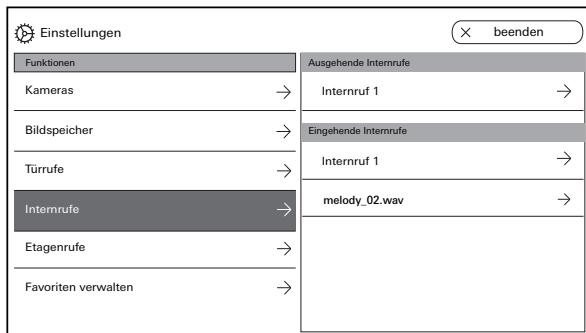 Einstellungen
beenden
Funktionen
Kameras
Bildspeicher
Türrufe
Internrufe
Etagenrufe
Favoriten verwalten
Ausgehende Internrufe
Internruf 1
Eingehende Internrufe
Internruf 1
melody_02.wav